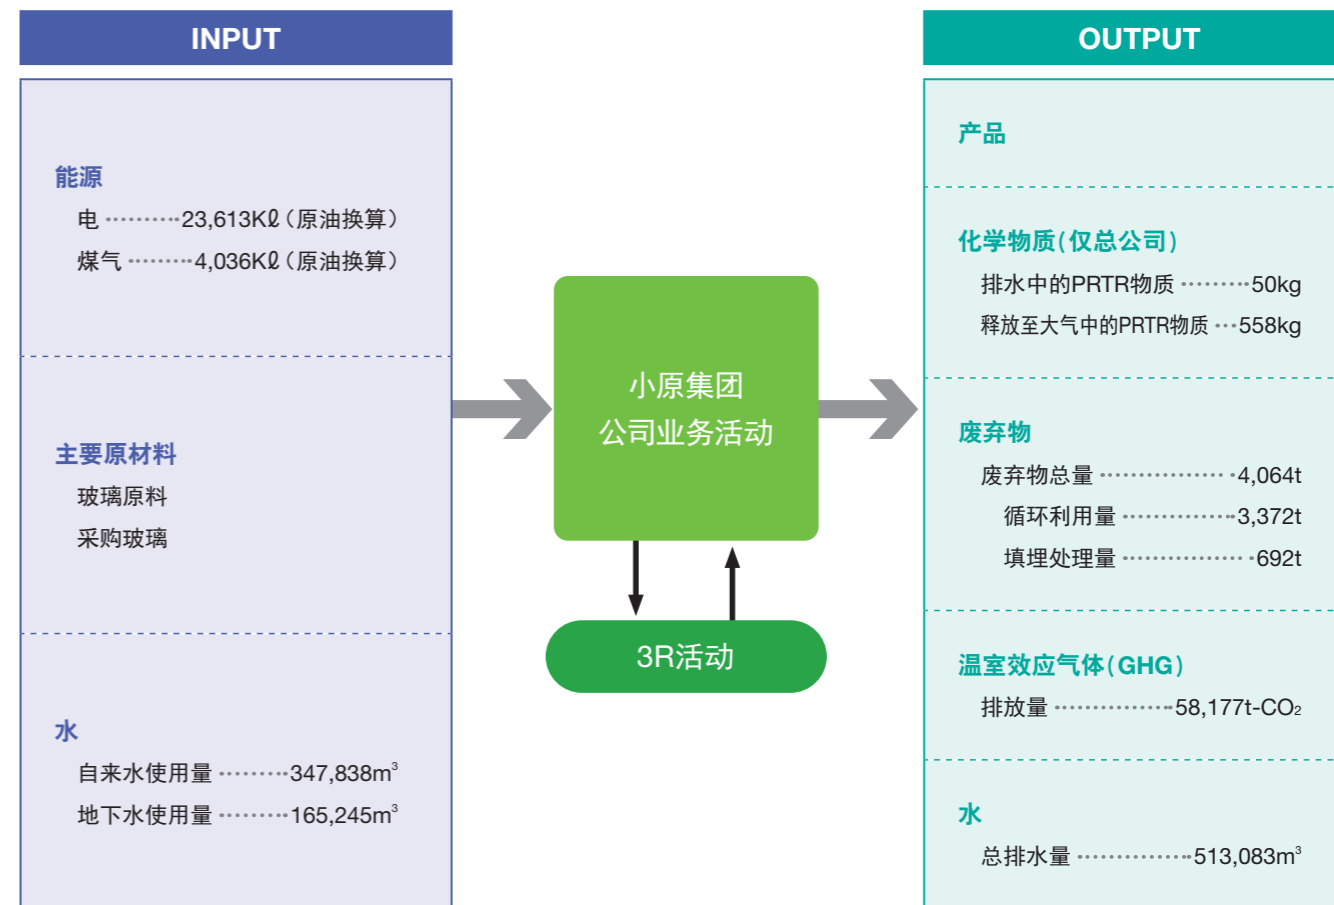 INPUT
能源
电 ·········· 23,613Kℓ（原油换算）
煤气 ········· 4,036Kℓ（原油换算）
主要原材料
玻璃原料
采购玻璃
水
自来水使用量 ········· 347,838m³
地下水使用量 ········· 165,245m³
小原集团
公司业务活动
3R活动
OUTPUT
产品
化学物质(仅总公司)
排水中的PRTR物质 ········· 50kg
释放至大气中的PRTR物质 ··· 558kg
废弃物
废弃物总量 ················· 4,064t
循环利用量 ··············· 3,372t
填埋处理量 ················· 692t
温室效应气体(GHG)
排放量 ··············· 58,177t-CO₂
水
总排水量 ··············· 513,083m³